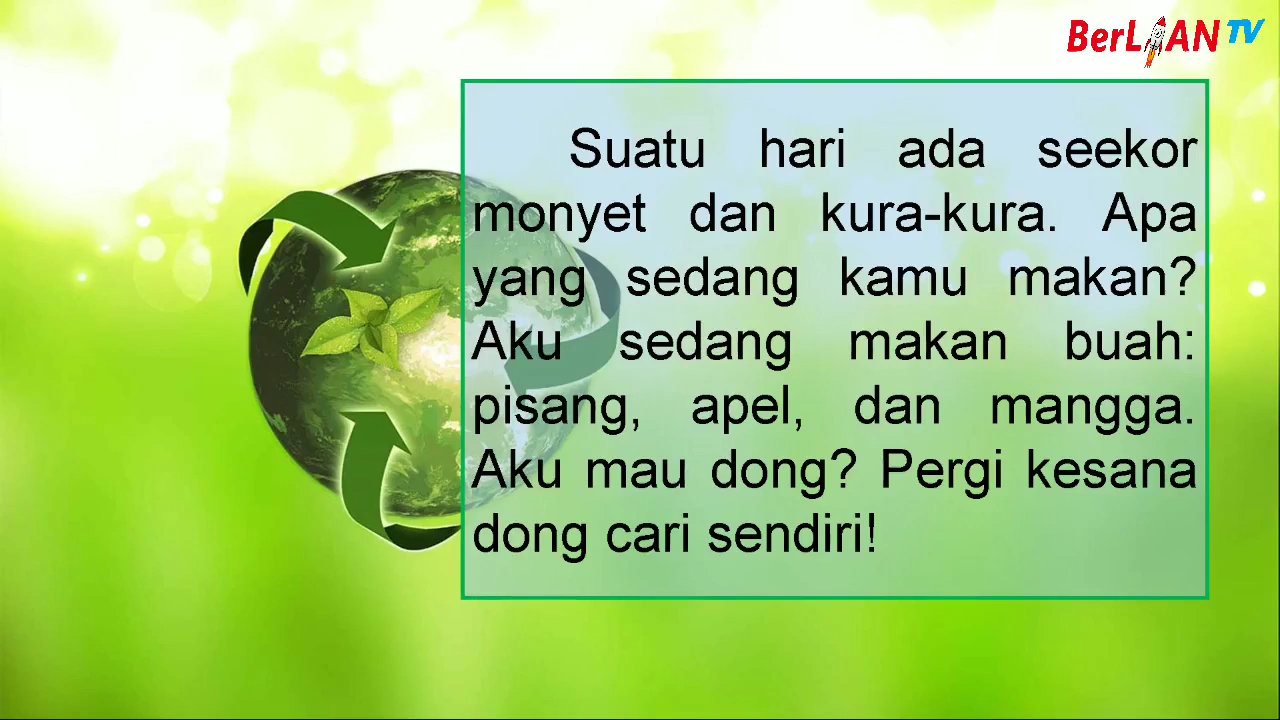 BerLIAN TV
Suatu hari ada seekor
monyet dan kura-kura. Apa
yang sedang kamu makan?
Aku sedang makan buah:
pisang, apel, dan mangga.
Aku mau dong? Pergi kesana
dong cari sendiri!